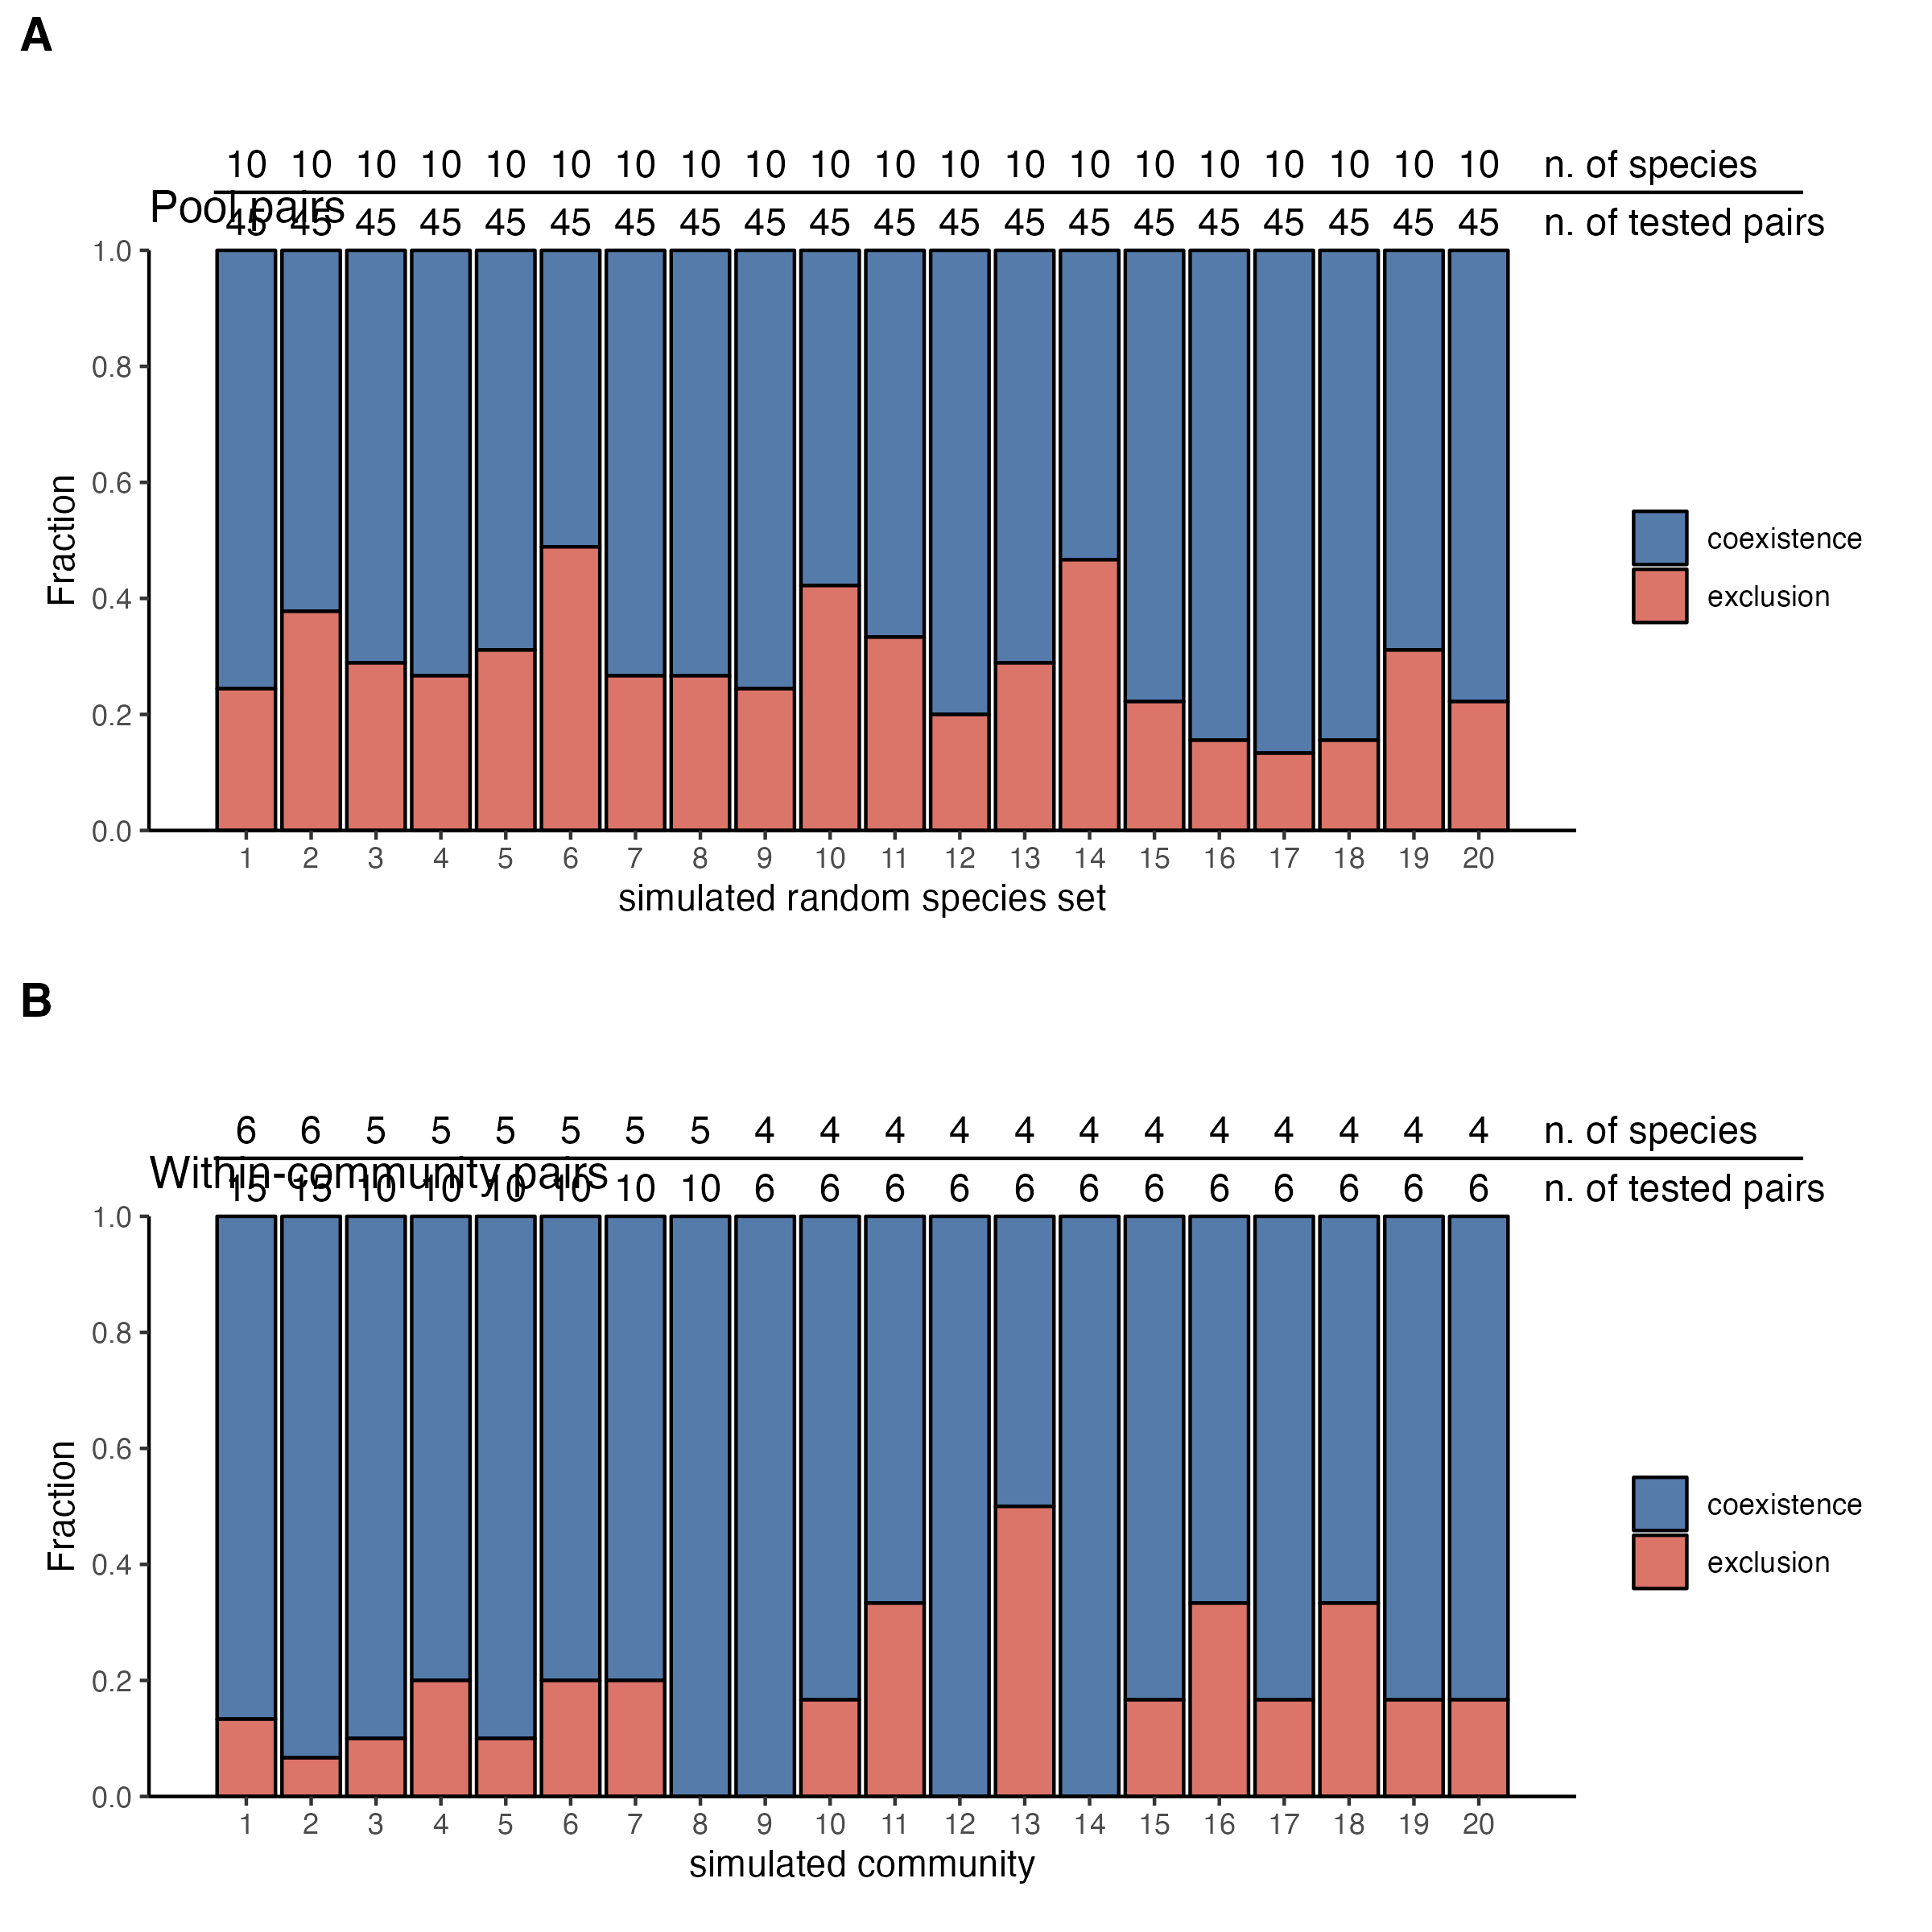 A
10 10 10 10 10 10 10 10 10 10 10 10 10 10 10 10 10 10 10 10 n. of species
Pool pairs
45 45 45 45 45 45 45 45 45 45 45 45 45 45 45 45 45 45 45 45 n. of tested pairs
1.0
0.8
0.6
0.4
0.2
0.0
Fraction
coexistence
exclusion
1 2 3 4 5 6 7 8 9 10 11 12 13 14 15 16 17 18 19 20
simulated random species set
B
6 6 5 5 5 5 5 5 4 4 4 4 4 4 4 4 4 4 4 4 n. of species
Within-community pairs
15 15 10 10 10 10 10 10 6 6 6 6 6 6 6 6 6 6 6 6 n. of tested pairs
1.0
0.8
0.6
0.4
0.2
0.0
Fraction
coexistence
exclusion
1 2 3 4 5 6 7 8 9 10 11 12 13 14 15 16 17 18 19 20
simulated community